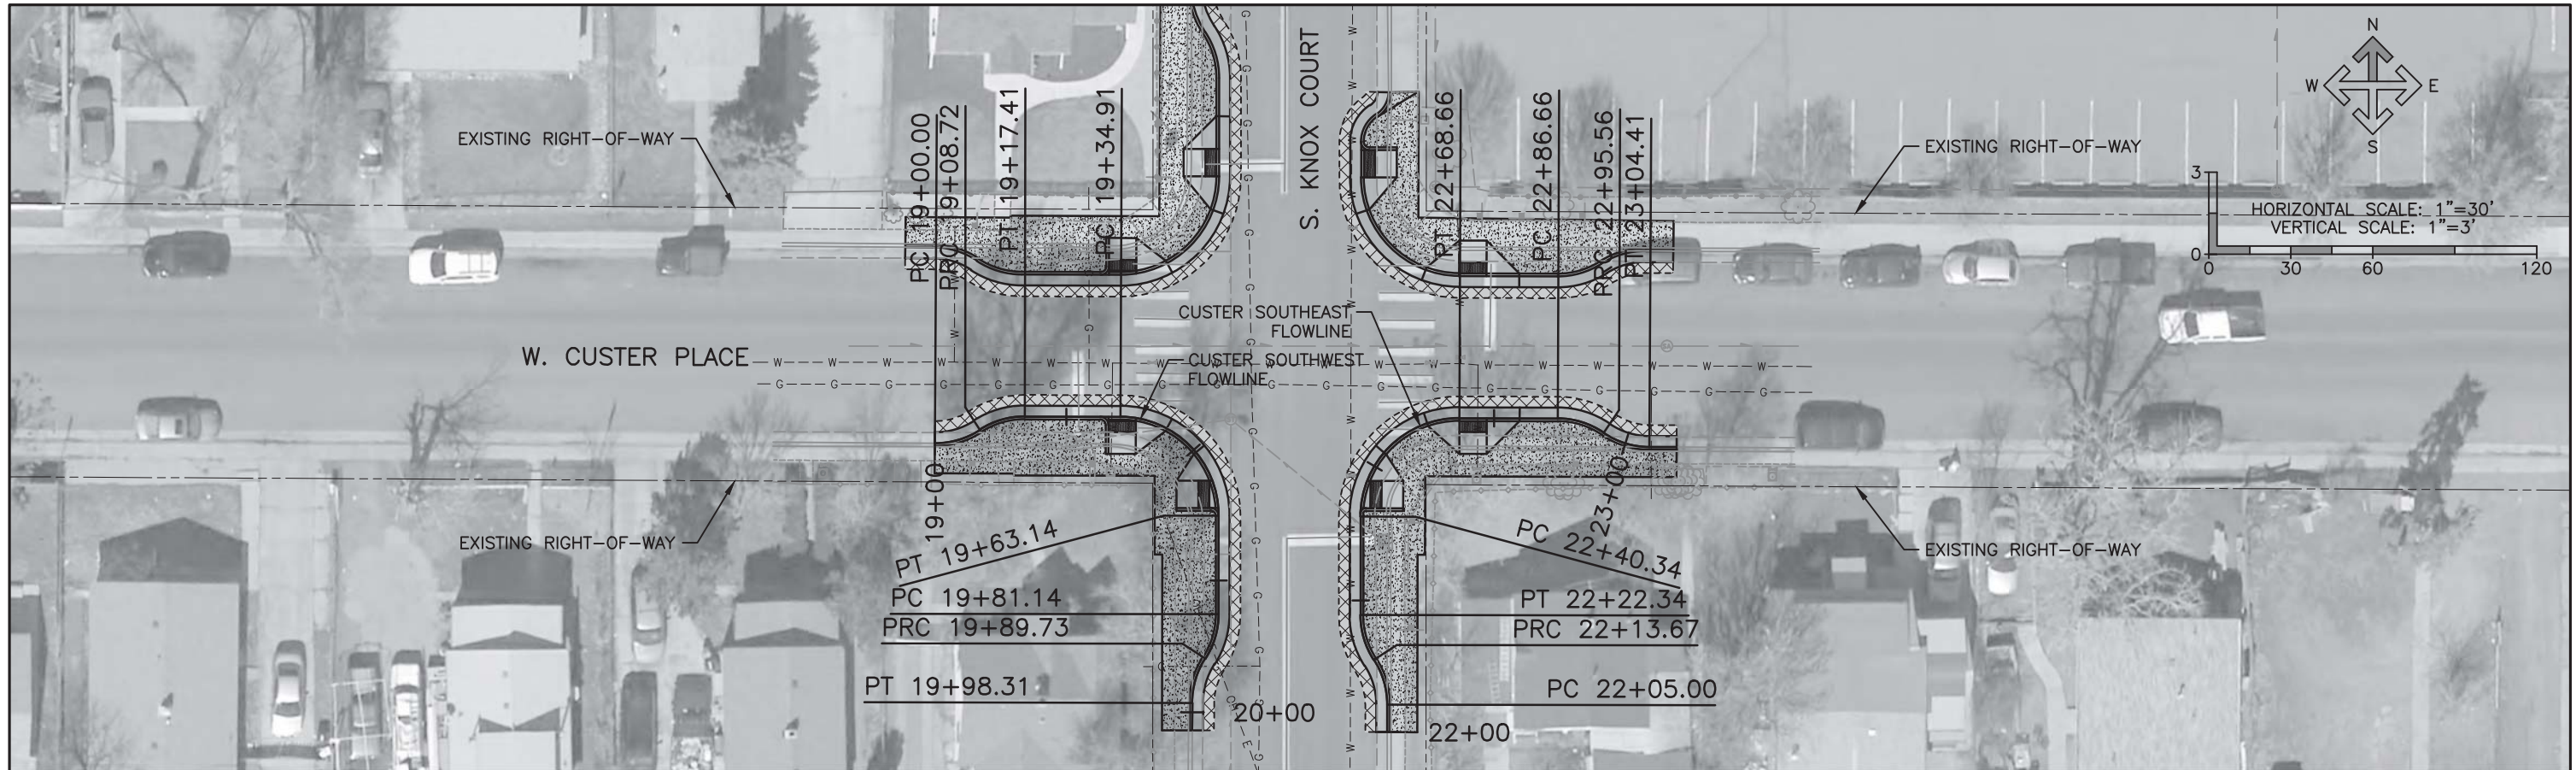 N
W E
S
EXISTING RIGHT-OF-WAY
S. KNOX COURT
EXISTING RIGHT-OF-WAY
PC 19+00.00
PRC 19+08.72
PT 19+17.41
PC 19+34.91
PT 22+68.66
PC 22+86.66
PRC 22+95.56
PT 23+04.41
3
0
HORIZONTAL SCALE: 1"=30'
VERTICAL SCALE: 1"=3'
0 30 60 120
CUSTER SOUTHEAST
FLOWLINE
W. CUSTER PLACE
CUSTER SOUTHWEST
FLOWLINE
19+00
23+00
EXISTING RIGHT-OF-WAY
EXISTING RIGHT-OF-WAY
PT 19+63.14
PC 19+81.14
PRC 19+89.73
PT 19+98.31
20+00
PC 22+40.34
PT 22+22.34
PRC 22+13.67
PC 22+05.00
22+00